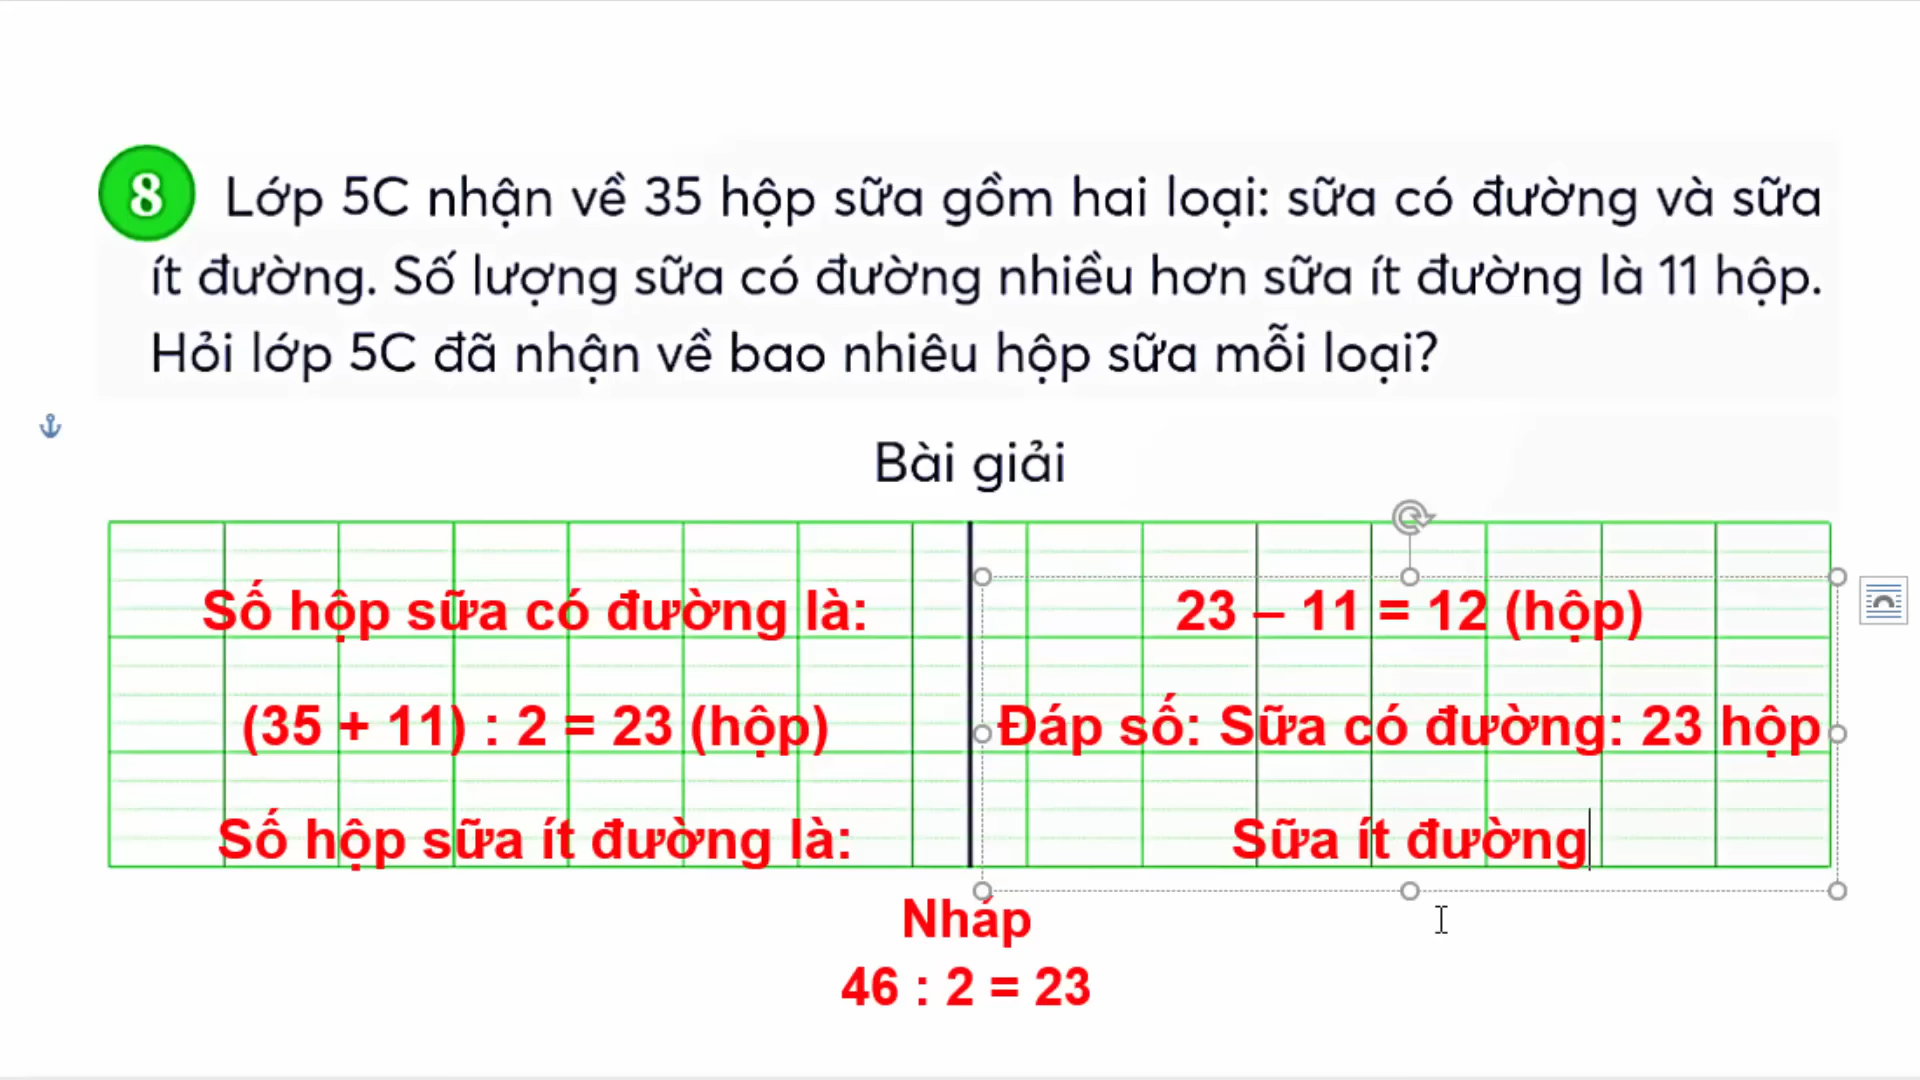 8 Lớp 5C nhận về 35 hộp sữa gồm hai loại: sữa có đường và sữa
ít đường. Số lượng sữa có đường nhiều hơn sữa ít đường là 11 hộp.
Hỏi lớp 5C đã nhận về bao nhiêu hộp sữa mỗi loại?
Bài giải
Số hộp sữa có đường là:
(35 + 11) : 2 = 23 (hộp)
Số hộp sữa ít đường là:
23 – 11 = 12 (hộp)
Đáp số: Sữa có đường: 23 hộp
Sữa ít đường
Nháp
46 : 2 = 23